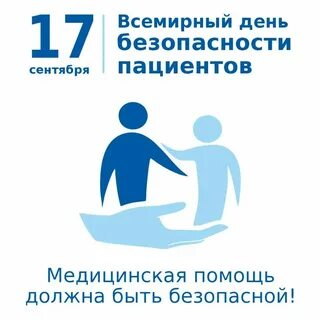 17
сентября
Всемирный день
безопасности
пациентов
Медицинская помощь
должна быть безопасной!